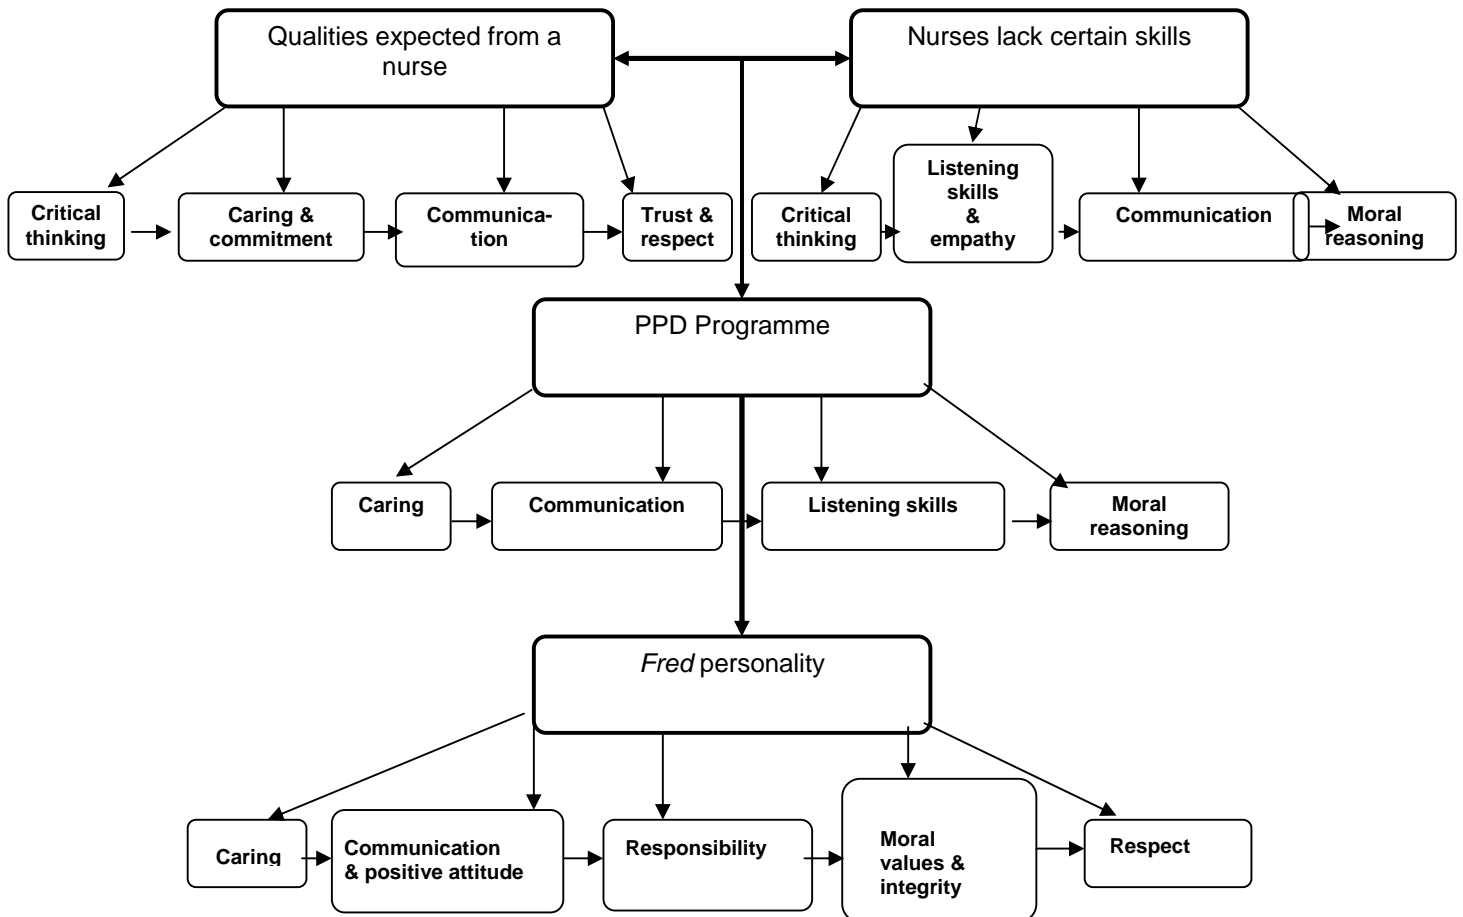 Qualities expected from a
nurse
Nurses lack certain skills
Critical
thinking
Caring &
commitment
Communica-
tion
Trust &
respect
Critical
thinking
Listening
skills
&
empathy
Communication
Moral
reasoning
PPD Programme
Caring
Communication
Listening skills
Moral
reasoning
Fred personality
Caring
Communication
& positive attitude
Responsibility
Moral
values &
integrity
Respect